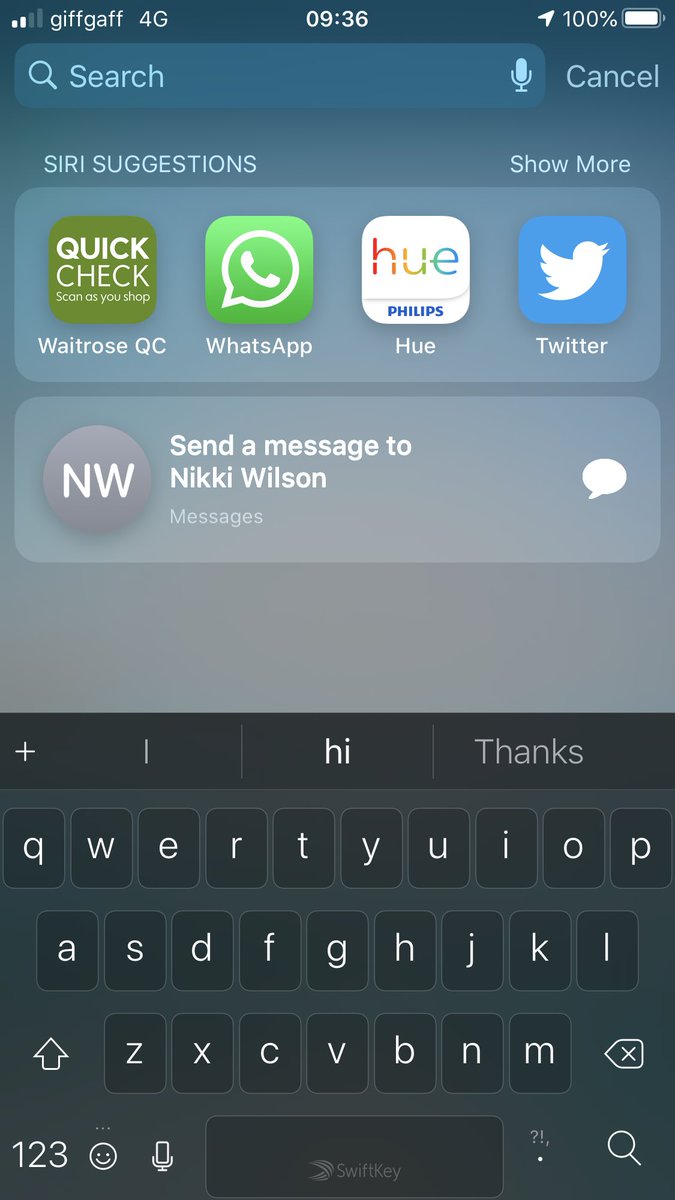 giffgaff 4G 09:36 100%
Search Cancel
SIRI SUGGESTIONS Show More
QUICK
CHECK
Scan as you shop
hue
PHILIPS
Waitrose QC WhatsApp Hue Twitter
NW
Send a message to
Nikki Wilson
Messages
+ I hi Thanks
q w e r t y u i o p
a s d f g h j k l
z x c v b n m
123 SwiftKey ?!, .